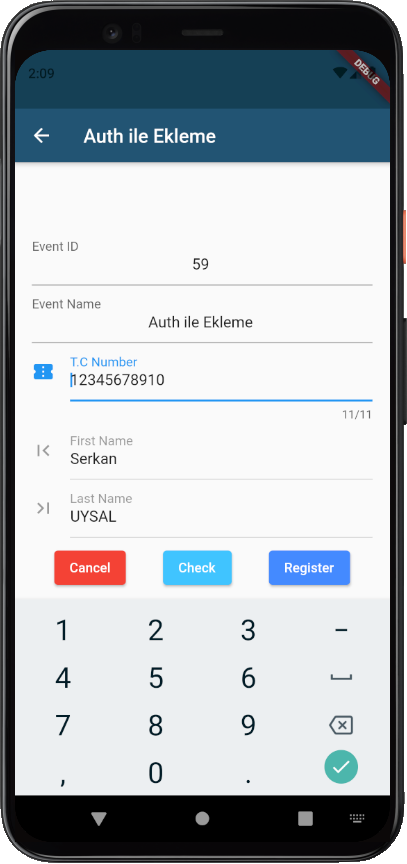 2:09
DEBUG
Auth ile Ekleme
Event ID
59
Event Name
Auth ile Ekleme
T.C Number
12345678910
11/11
First Name
Serkan
Last Name
UYSAL
Cancel Check Register
1 2 3 −
4 5 6
7 8 9
, 0 .